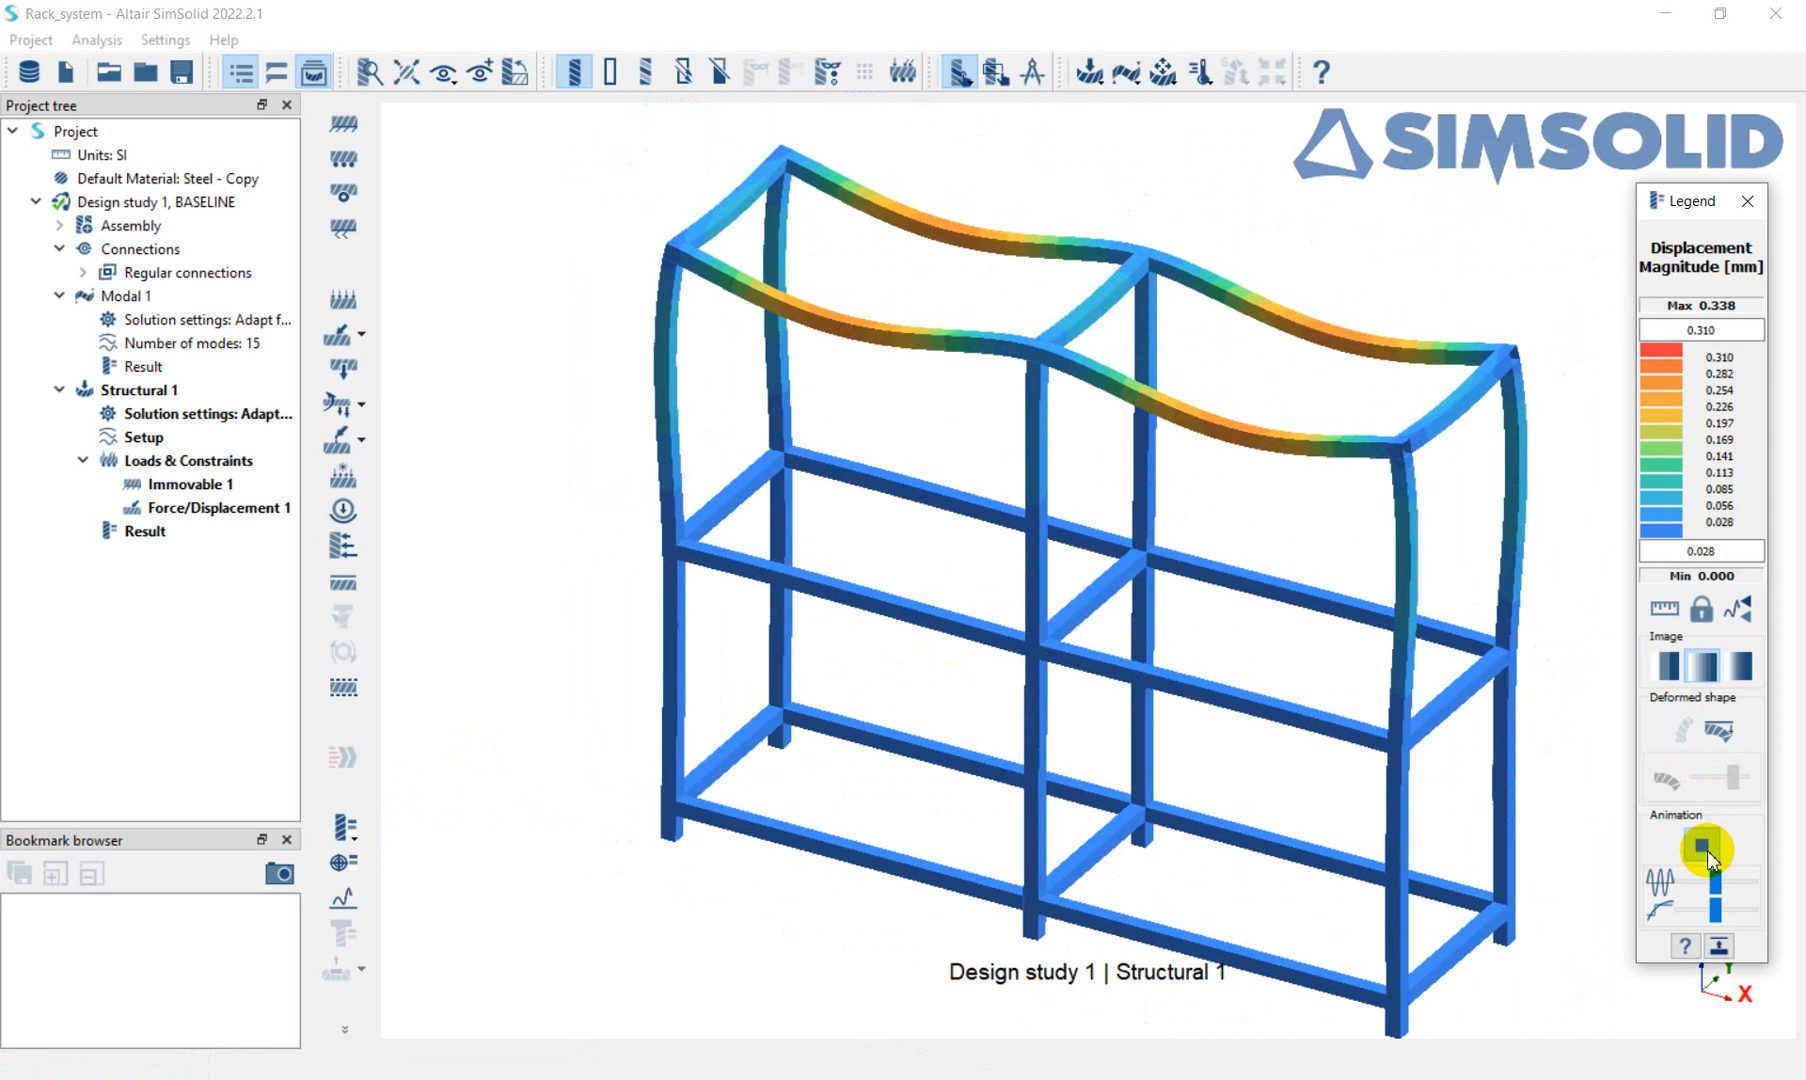 Rack_system - Altair SimSolid 2022.2.1
Project Analysis Settings Help
Project tree
Project
Units: SI
Default Material: Steel - Copy
Design study 1, BASELINE
Assembly
Connections
Regular connections
Modal 1
Solution settings: Adapt f...
Number of modes: 15
Result
Structural 1
Solution settings: Adapt...
Setup
Loads & Constraints
Immovable 1
Force/Displacement 1
Result
Bookmark browser
SIMSOLID
Legend
Displacement
Magnitude [mm]
Max 0.338
0.310
0.310
0.282
0.254
0.226
0.197
0.169
0.141
0.113
0.085
0.056
0.028
0.028
Min 0.000
Image
Deformed shape
Animation
?
Design study 1 | Structural 1
Y
X